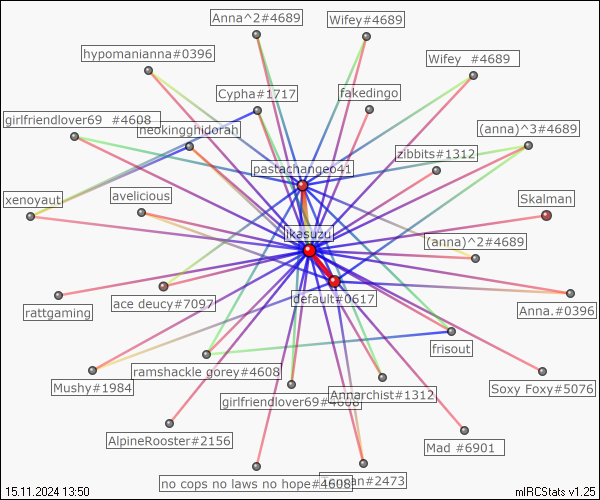 Anna^2#4689
Wifey#4689
hypomanianna#0396
Wifey #4689
Cypha#1717
fakedingo
girlfriendlover69 #4608
neokingghidorah
(anna)^3#4689
zibbits#1312
pastachangeo41
xenoyaut
avelicious
Skalman
ikasuzu
(anna)^2#4689
default#0617
rattgaming
ace deucy#7097
Anna.#0396
frisout
ramshackle gorey#4608
Mushy#1984
girlfriendlover69#4608
Annarchist#1312
Soxy Foxy#5076
AlpineRooster#2156
Mad #6901
no cops no laws no hope#4608
#2473
15.11.2024 13:50
mIRCStats v1.25